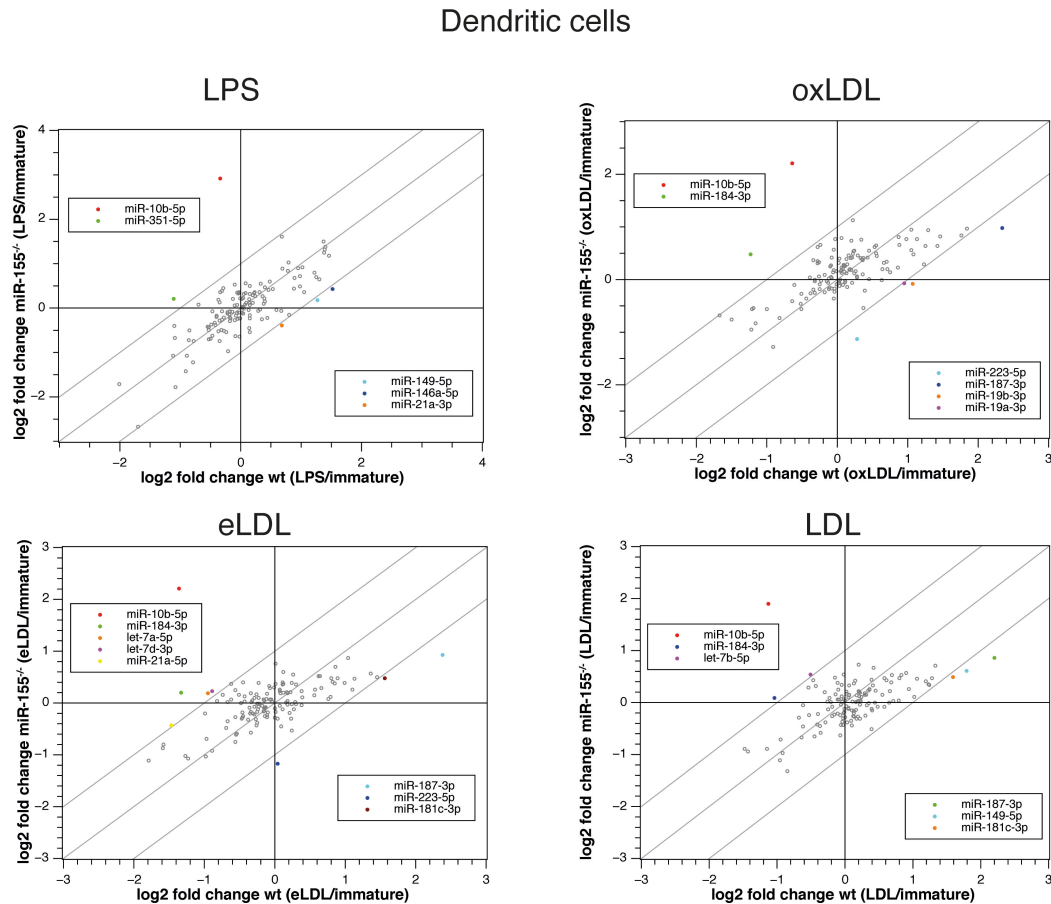 Dendritic cells
LPS
log2 fold change miR-155-/- (LPS/immature)
4
2
0
−2
miR-10b-5p
miR-351-5p
miR-149-5p
miR-146a-5p
miR-21a-3p
−2 0 2 4
log2 fold change wt (LPS/immature)
oxLDL
log2 fold change miR-155-/- (oxLDL/immature)
2
0
−2
miR-10b-5p
miR-184-3p
miR-223-5p
miR-187-3p
miR-19b-3p
miR-19a-3p
−3 −2 −1 0 1 2 3
log2 fold change wt (oxLDL/immature)
eLDL
log2 fold change miR-155-/- (eLDL/immature)
3
2
1
0
−1
−2
−3
miR-10b-5p
miR-184-3p
let-7a-5p
let-7d-3p
miR-21a-5p
miR-187-3p
miR-223-5p
miR-181c-3p
−3 −2 −1 0 1 2 3
log2 fold change wt (eLDL/immature)
LDL
log2 fold change miR-155-/- (LDL/immature)
3
2
1
0
−1
−2
−3
miR-10b-5p
miR-184-3p
let-7b-5p
miR-187-3p
miR-149-5p
miR-181c-3p
−3 −2 −1 0 1 2 3
log2 fold change wt (LDL/immature)